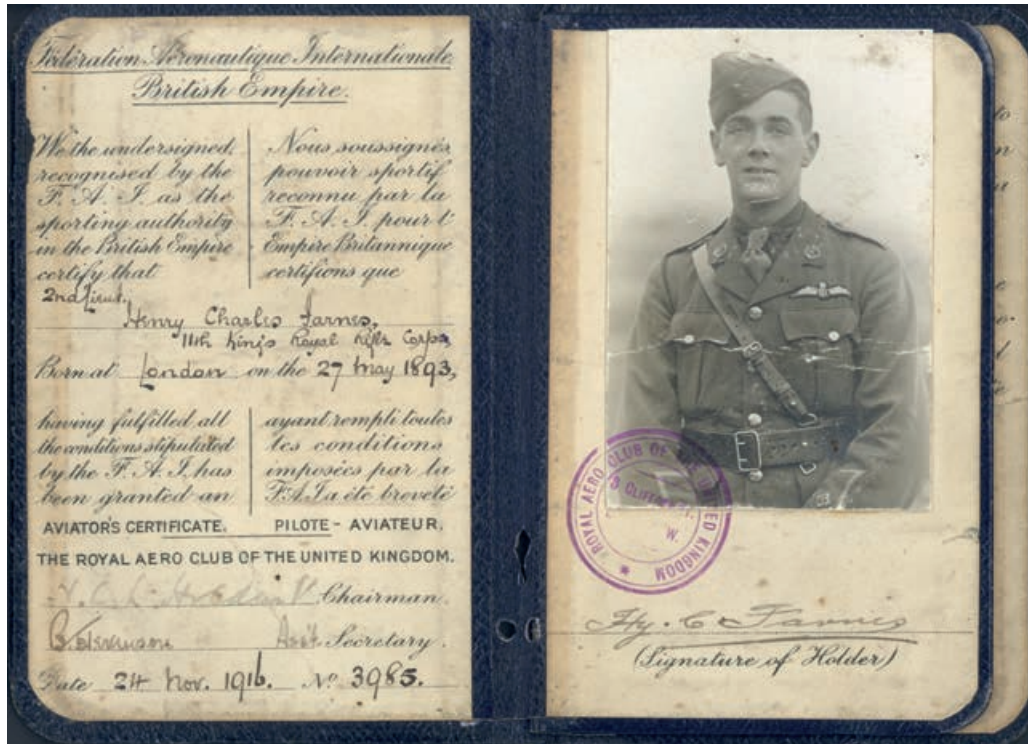 Fédération Aéronautique Internationale
British Empire.
We the undersigned,
recognised by the
F. A. I. as the
sporting authority
in the British Empire
certify that
Nous soussignés
pouvoir sportif
reconnu par la
F. A. I. pour l'
Empire Britannique
certifions que
2nd Lieut.,
Henry Charles Farnes,
11th King's Royal Rifle Corps,
Born at London on the 27 May 1893,
having fulfilled all
the conditions stipulated
by the F. A. I. has
been granted an
ayant rempli toutes
les conditions
imposées par la
F.A.I. a été breveté
AVIATOR'S CERTIFICATE. PILOTE - AVIATEUR.
THE ROYAL AERO CLUB OF THE UNITED KINGDOM.
Chairman.
Asst Secretary.
Date 24 Nov. 1916. No 3985.
ROYAL AERO CLUB OF THE UNITED KINGDOM
3 W.
Hy. C Farnes
(Signature of Holder)